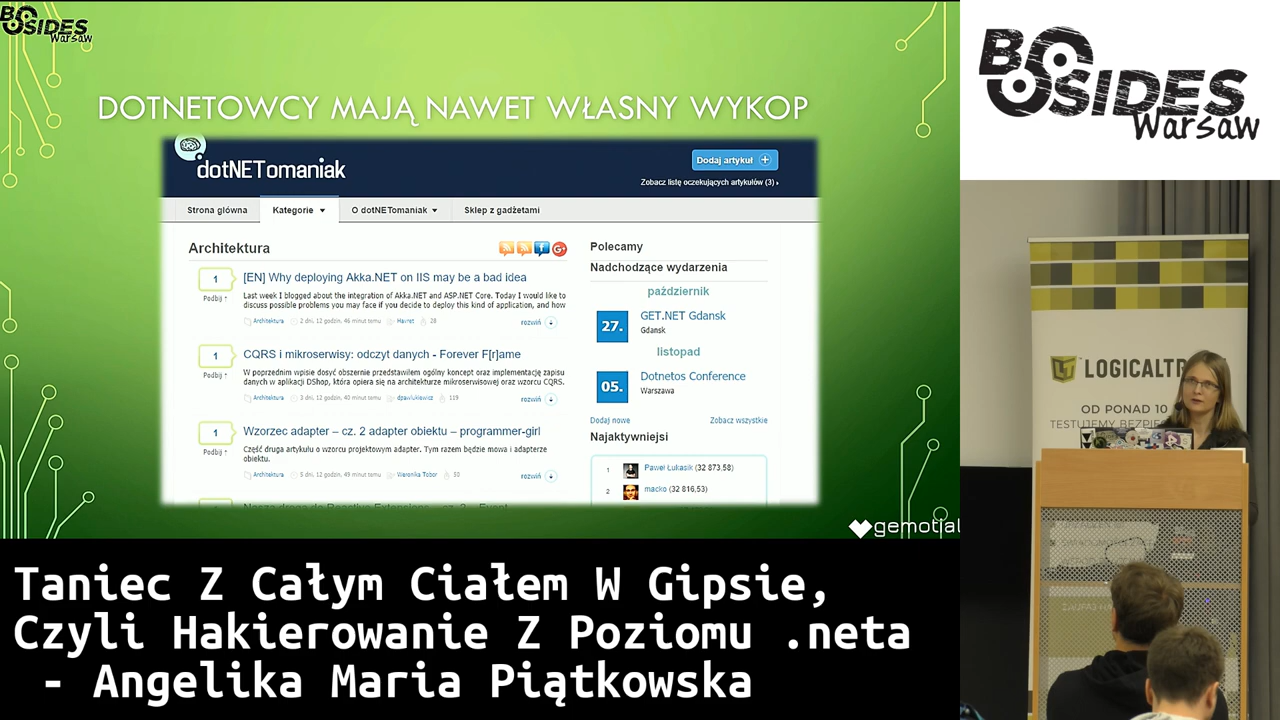 BSIDES
Warsaw
DOTNETOWCY MAJĄ NAWET WŁASNY WYKOP
dotNETomaniak
Dodaj artykuł +
Zobacz listę oczekujących artykułów (3)
Strona główna
Kategorie
O dotNETomaniak
Sklep z gadżetami
Architektura
1
Podbij
[EN] Why deploying Akka.NET on IIS may be a bad idea
Last week I blogged about the integration of Akka.NET and ASP.NET Core. Today I would like to
discuss possible problems you may face if you decide to deploy this kind of application, and how
Architektura 2 dni, 12 godzin, 46 minut temu Havret 28
rozwiń
1
Podbij
CQRS i mikroserwisy: odczyt danych - Forever F[r]ame
W poprzednim wpisie dosyć obszernie przedstawiłem ogólny koncept oraz implementację zapisu
danych w aplikacji DShop, która opiera się na architekturze mikroserwisowej oraz wzorcu CQRS.
Architektura 3 dni, 12 godzin, 40 minut temu dpawlukiewicz 119
rozwiń
1
Podbij
Wzorzec adapter – cz. 2 adapter obiektu – programmer-girl
Część druga artykułu o wzorcu projektowym adapter. Tym razem będzie mowa i adapterze
obiektu.
Architektura 5 dni, 12 godzin, 49 minut temu Weronika Tobor
rozwiń
Polecamy
Nadchodzące wydarzenia
październik
27.
GET.NET Gdansk
Gdansk
listopad
05.
Dotnetos Conference
Warszawa
Dodaj nowe
Zobacz wszystkie
Najaktywniejsi
1 Paweł Łukasik (32 873,58)
2 macko (32 816,53)
gemotial
Taniec Z Całym Ciałem W Gipsie,
Czyli Hakierowanie Z Poziomu .neta
- Angelika Maria Piątkowska
BSIDES
Warsaw
LOGICALTR
OD PONAD 10
TESTUJEMY BEZPIE